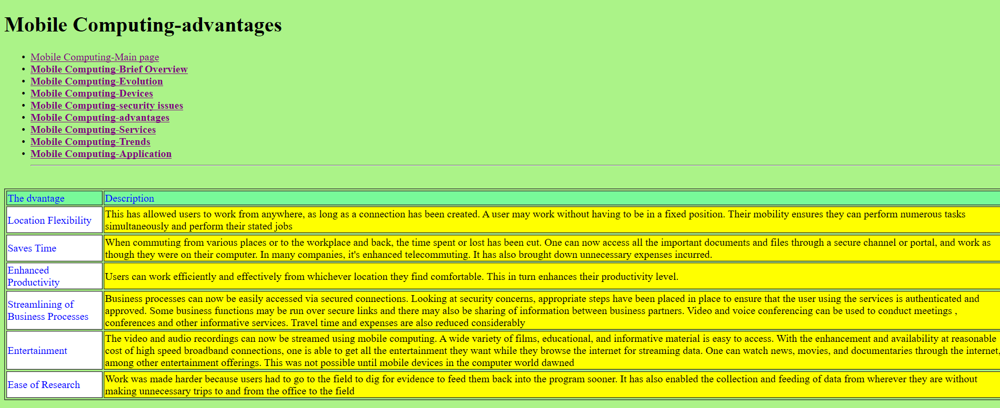 Mobile Computing-advantages
Mobile Computing-Main page
Mobile Computing-Brief Overview
Mobile Computing-Evolution
Mobile Computing-Devices
Mobile Computing-security issues
Mobile Computing-advantages
Mobile Computing-Services
Mobile Computing-Trends
Mobile Computing-Application
The dvantage
Description
Location Flexibility
This has allowed users to work from anywhere, as long as a connection has been created. A user may work without having to be in a fixed position. Their mobility ensures they can perform numerous tasks
simultaneously and perform their stated jobs
Saves Time
When commuting from various places or to the workplace and back, the time spent or lost has been cut. One can now access all the important documents and files through a secure channel or portal, and work as
though they were on their computer. In many companies, it's enhanced telecommuting. It has also brought down unnecessary expenses incurred.
Enhanced
Productivity
Users can work efficiently and effectively from whichever location they find comfortable. This in turn enhances their productivity level.
Streamlining of
Business Processes
Business processes can now be easily accessed via secured connections. Looking at security concerns, appropriate steps have been placed in place to ensure that the user using the services is authenticated and
approved. Some business functions may be run over secure links and there may also be sharing of information between business partners. Video and voice conferencing can be used to conduct meetings ,
conferences and other informative services. Travel time and expenses are also reduced considerably
Entertainment
The video and audio recordings can now be streamed using mobile computing. A wide variety of films, educational, and informative material is easy to access. With the enhancement and availability at reasonable
cost of high speed broadband connections, one is able to get all the entertainment they want while they browse the internet for streaming data. One can watch news, movies, and documentaries through the internet,
among other entertainment offerings. This was not possible until mobile devices in the computer world dawned
Ease of Research
Work was made harder because users had to go to the field to dig for evidence to feed them back into the program sooner. It has also enabled the collection and feeding of data from wherever they are without
making unnecessary trips to and from the office to the field